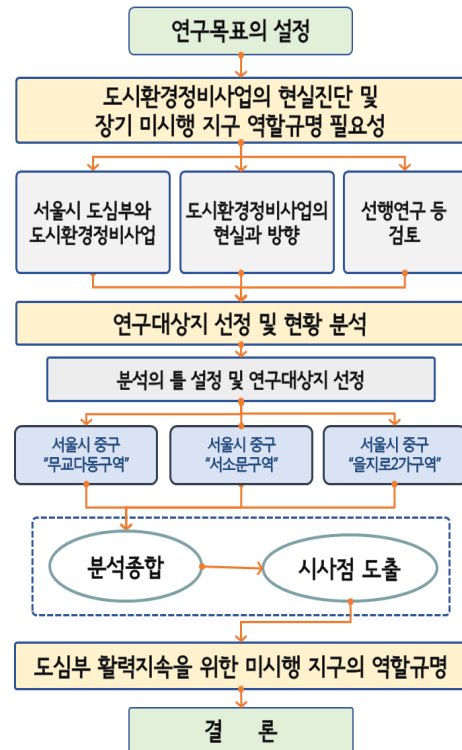 연구목표의 설정
도시환경정비사업의 현실진단 및
장기 미시행 지구 역할규명 필요성
서울시 도심부와
도시환경정비사업
도시환경정비사업의
현실과 방향
선행연구 등
검토
연구대상지 선정 및 현황 분석
분석의 틀 설정 및 연구대상지 선정
서울시 중구
"무교다동구역"
서울시 중구
"서소문구역"
서울시 중구
"을지로2가구역"
분석종합
시사점 도출
도심부 활력지속을 위한 미시행 지구의 역할규명
결 론